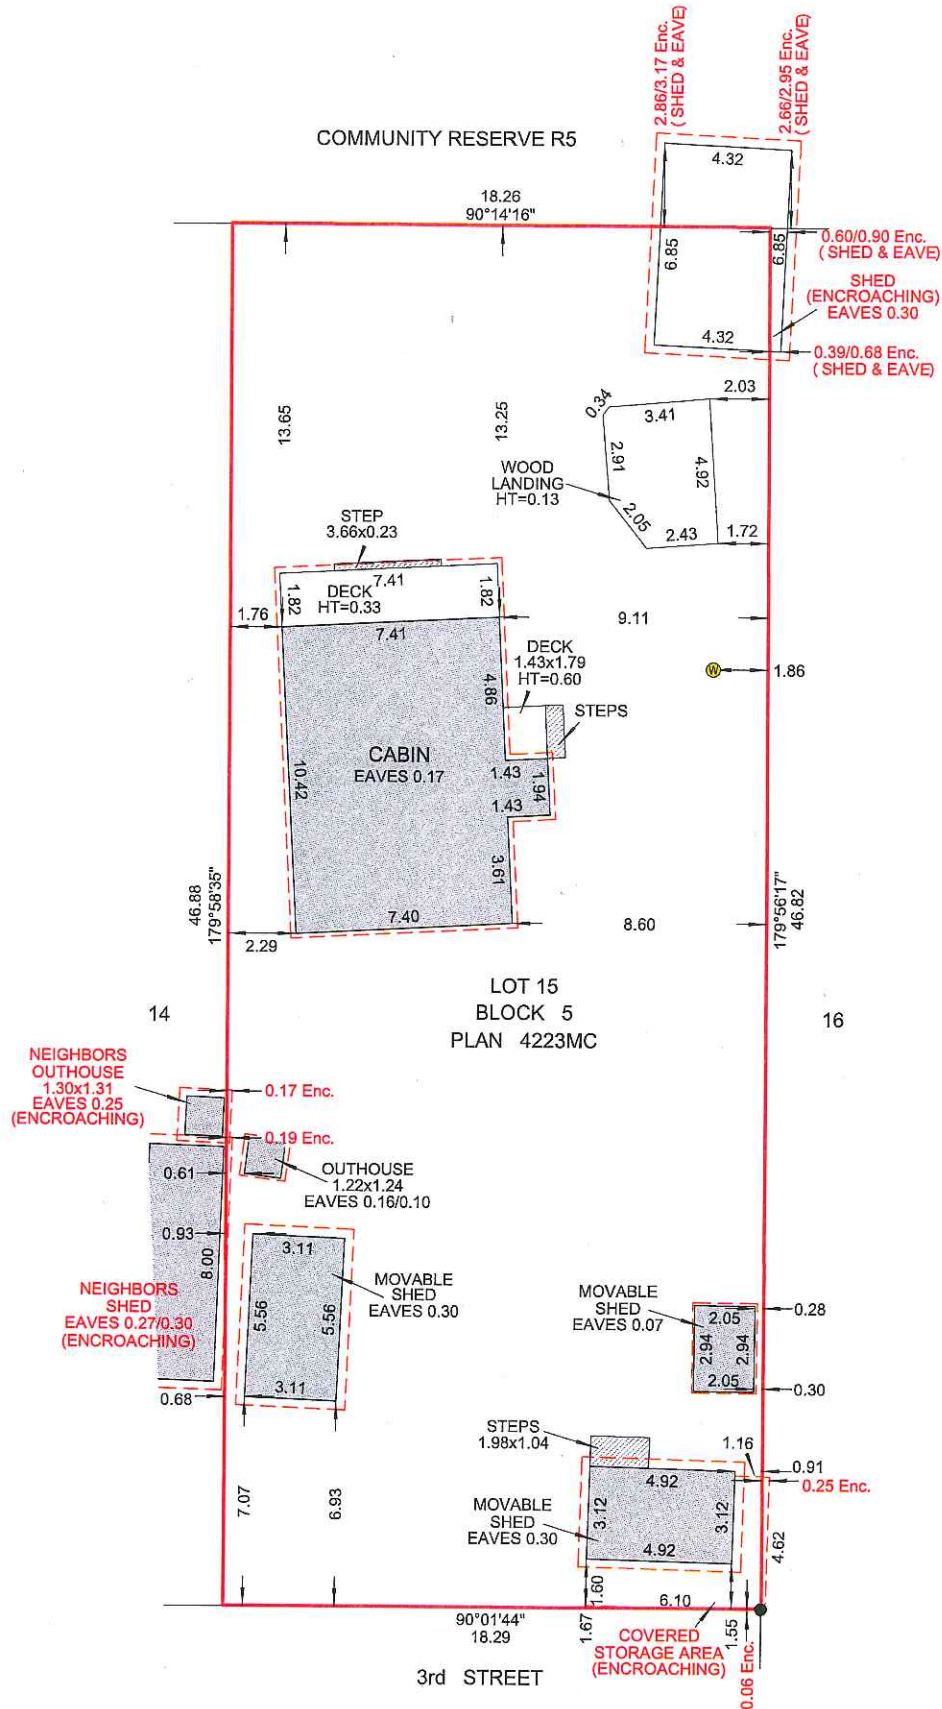 2.86/3.17 Enc.
( SHED & EAVE)
2.66/2.95 Enc.
( SHED & EAVE)
COMMUNITY RESERVE R5
4.32
18.26
90°14'16"
6.85
6.85
0.60/0.90 Enc.
( SHED & EAVE)
SHED
(ENCROACHING)
EAVES 0.30
4.32
0.39/0.68 Enc.
( SHED & EAVE)
2.03
0.34
3.41
13.65
13.25
2.91
4.92
WOOD
LANDING
HT=0.13
2.05
2.43
1.72
STEP
3.66x0.23
7.41
DECK
HT=0.33
1.82
1.82
1.76
7.41
9.11
DECK
1.43x1.79
HT=0.60
W
1.86
4.86
STEPS
CABIN
EAVES 0.17
10.42
1.43
1.94
1.43
3.61
46.88
179°58'35"
179°56'17"
46.82
7.40
8.60
2.29
LOT 15
BLOCK 5
PLAN 4223MC
14
16
NEIGHBORS
OUTHOUSE
1.30x1.31
EAVES 0.25
(ENCROACHING)
0.17 Enc.
0.19 Enc.
0.61
OUTHOUSE
1.22x1.24
EAVES 0.16/0.10
0.93
3.11
8.00
NEIGHBORS
SHED
EAVES 0.27/0.30
(ENCROACHING)
5.56
5.56
MOVABLE
SHED
EAVES 0.30
3.11
0.68
MOVABLE
SHED
EAVES 0.07
2.05
0.28
2.94
2.94
2.05
0.30
STEPS
1.98x1.04
1.16
0.91
0.25 Enc.
4.92
MOVABLE
SHED
EAVES 0.30
3.12
3.12
4.92
4.62
7.07
6.93
1.60
6.10
90°01'44"
18.29
1.67
1.55
COVERED
STORAGE AREA
(ENCROACHING)
0.06 Enc.
3rd STREET